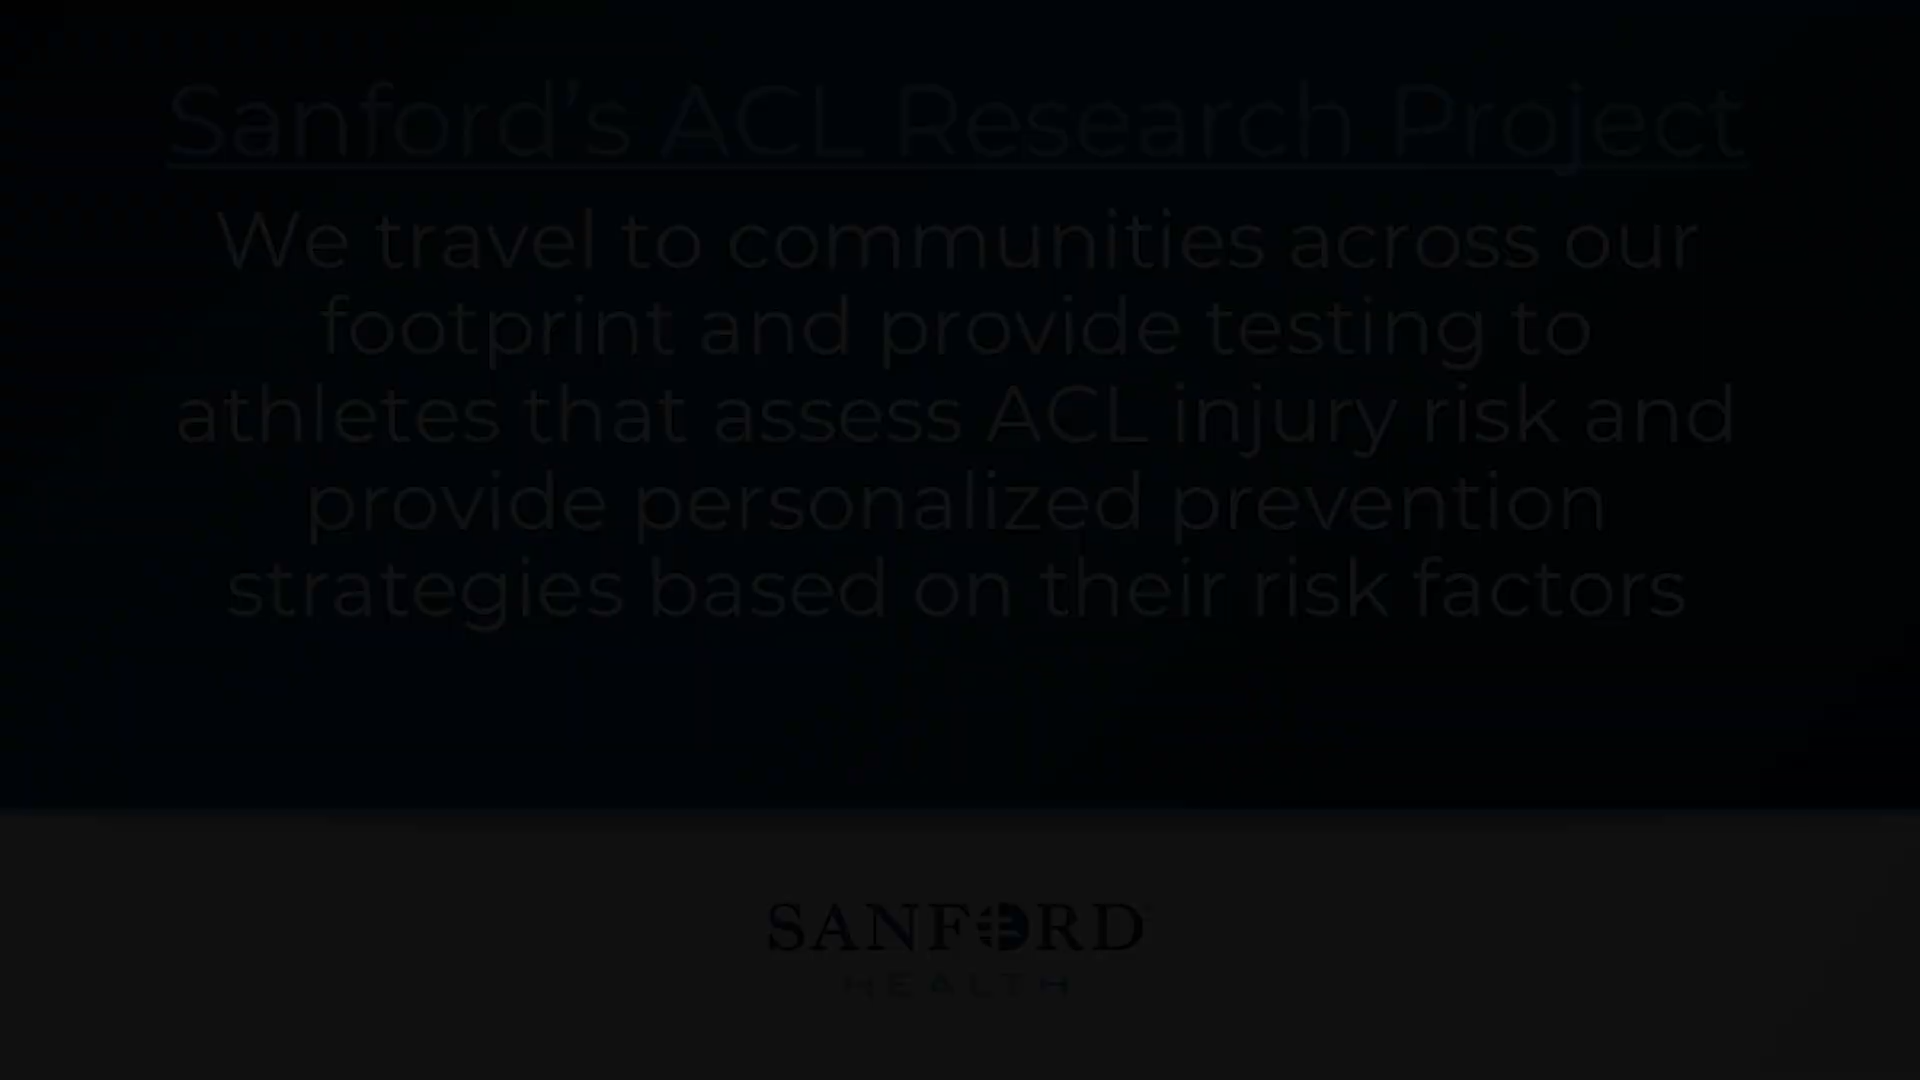 Sanford's ACL Research Project
We travel to communities across our
footprint and provide testing to
athletes that assess ACL injury risk and
provide personalized prevention
strategies based on their risk factors
SANFORD
HEALTH